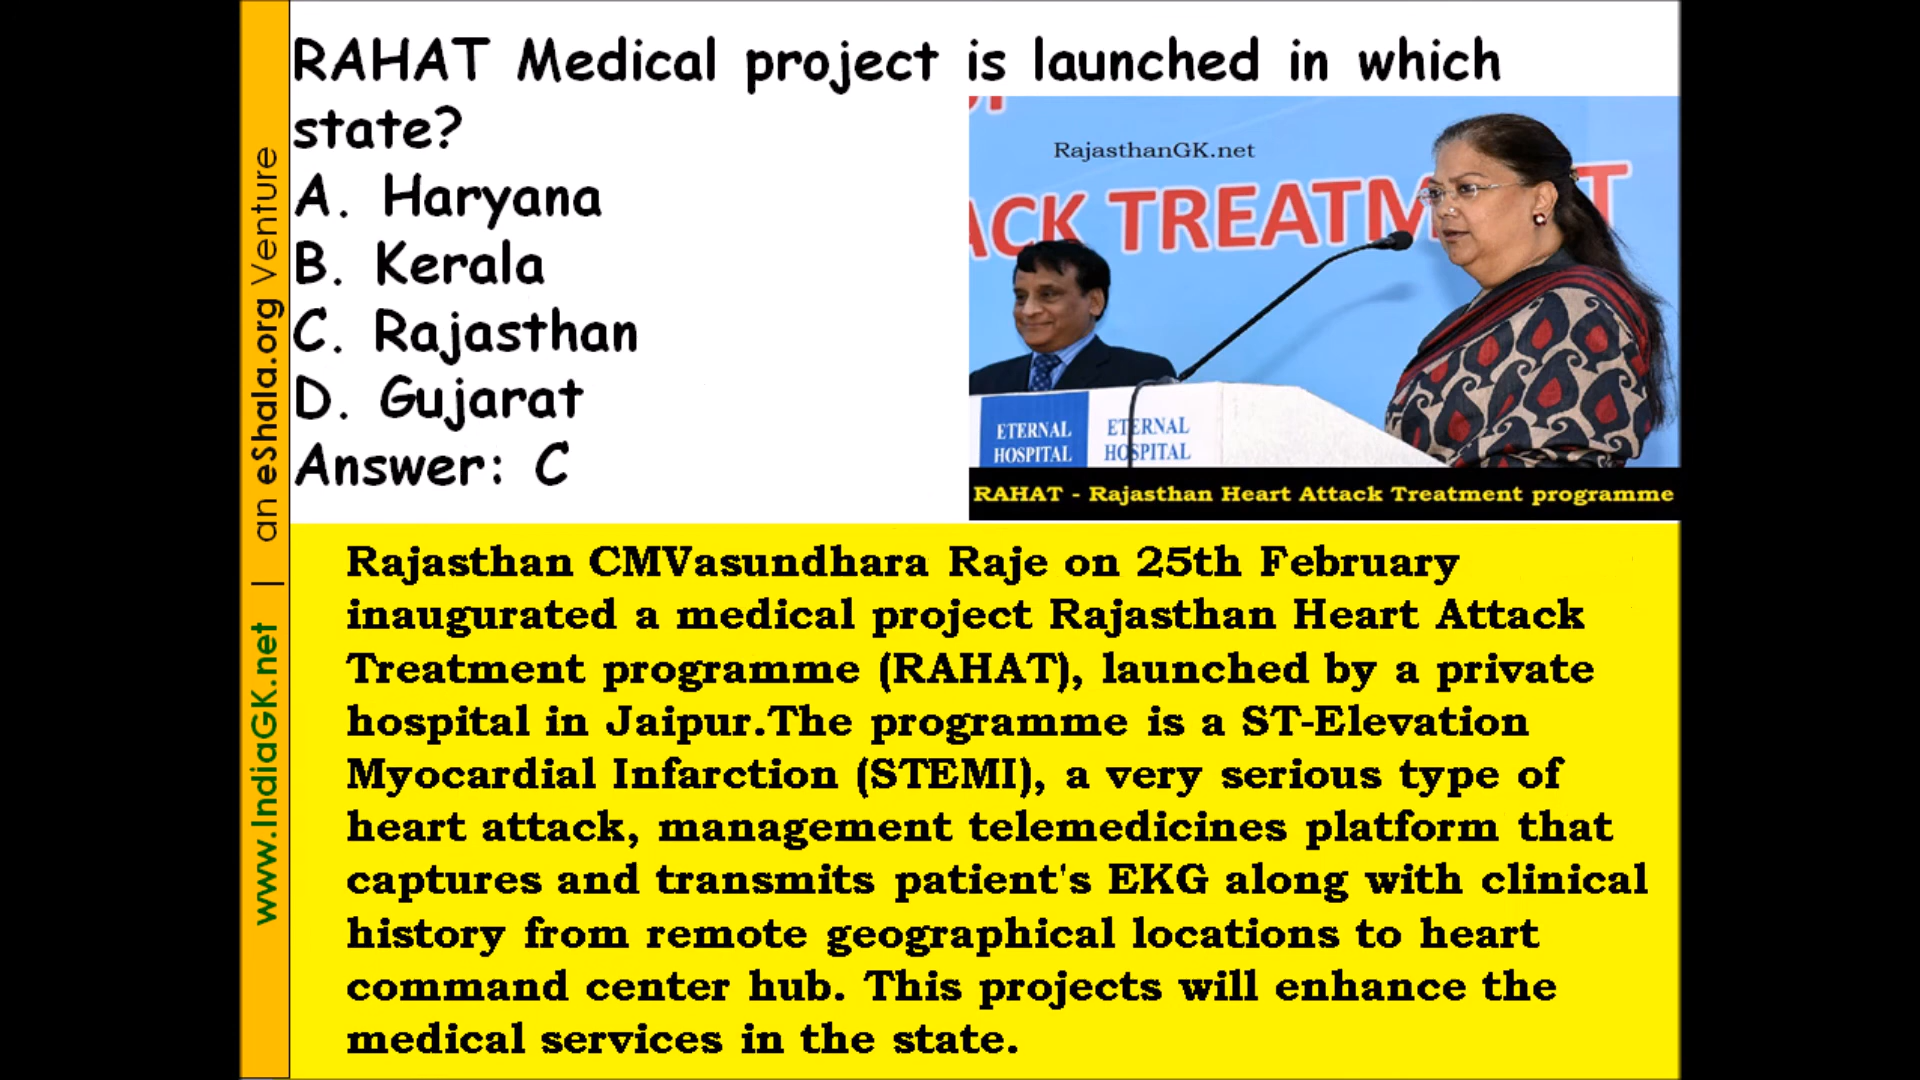 RAHAT Medical project is launched in which
state?
A. Haryana
B. Kerala
C. Rajasthan
D. Gujarat
Answer: C
RajasthanGK.net
ACK TREATM T
ETERNAL
HOSPITAL
ETERNAL
HOSPITAL
RAHAT - Rajasthan Heart Attack Treatment programme
www.IndiaGK.net | an eShala.org Venture
Rajasthan CMVasundhara Raje on 25th February
inaugurated a medical project Rajasthan Heart Attack
Treatment programme (RAHAT), launched by a private
hospital in Jaipur.The programme is a ST-Elevation
Myocardial Infarction (STEMI), a very serious type of
heart attack, management telemedicines platform that
captures and transmits patient's EKG along with clinical
history from remote geographical locations to heart
command center hub. This projects will enhance the
medical services in the state.